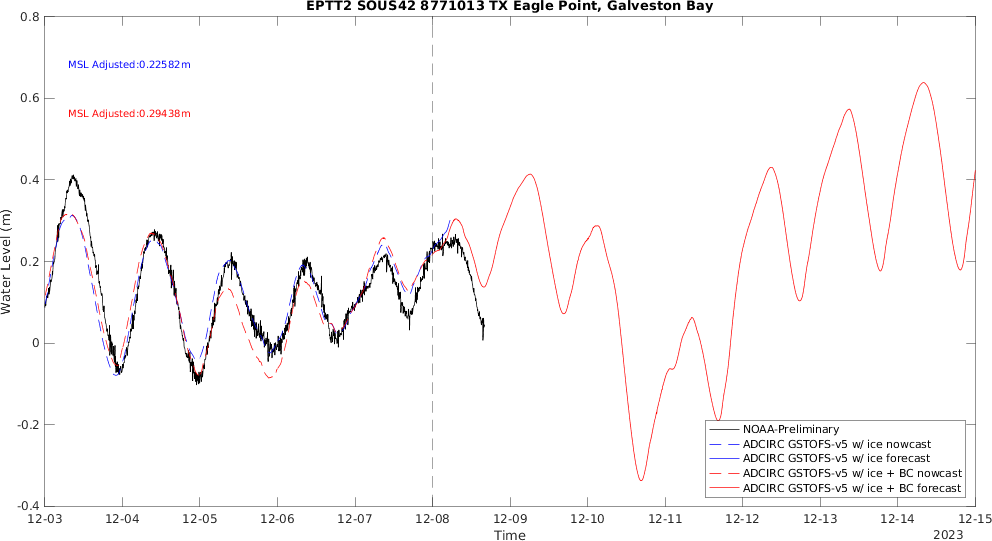 EPTT2 SOUS42 8771013 TX Eagle Point, Galveston Bay
MSL Adjusted:0.22582m
MSL Adjusted:0.29438m
Water Level (m)
0.8
0.6
0.4
0.2
0
-0.2
-0.4
NOAA-Preliminary
ADCIRC GSTOFS-v5 w/ ice nowcast
ADCIRC GSTOFS-v5 w/ ice forecast
ADCIRC GSTOFS-v5 w/ ice + BC nowcast
ADCIRC GSTOFS-v5 w/ ice + BC forecast
12-03 12-04 12-05 12-06 12-07 12-08 12-09 12-10 12-11 12-12 12-13 12-14 12-15
Time
2023